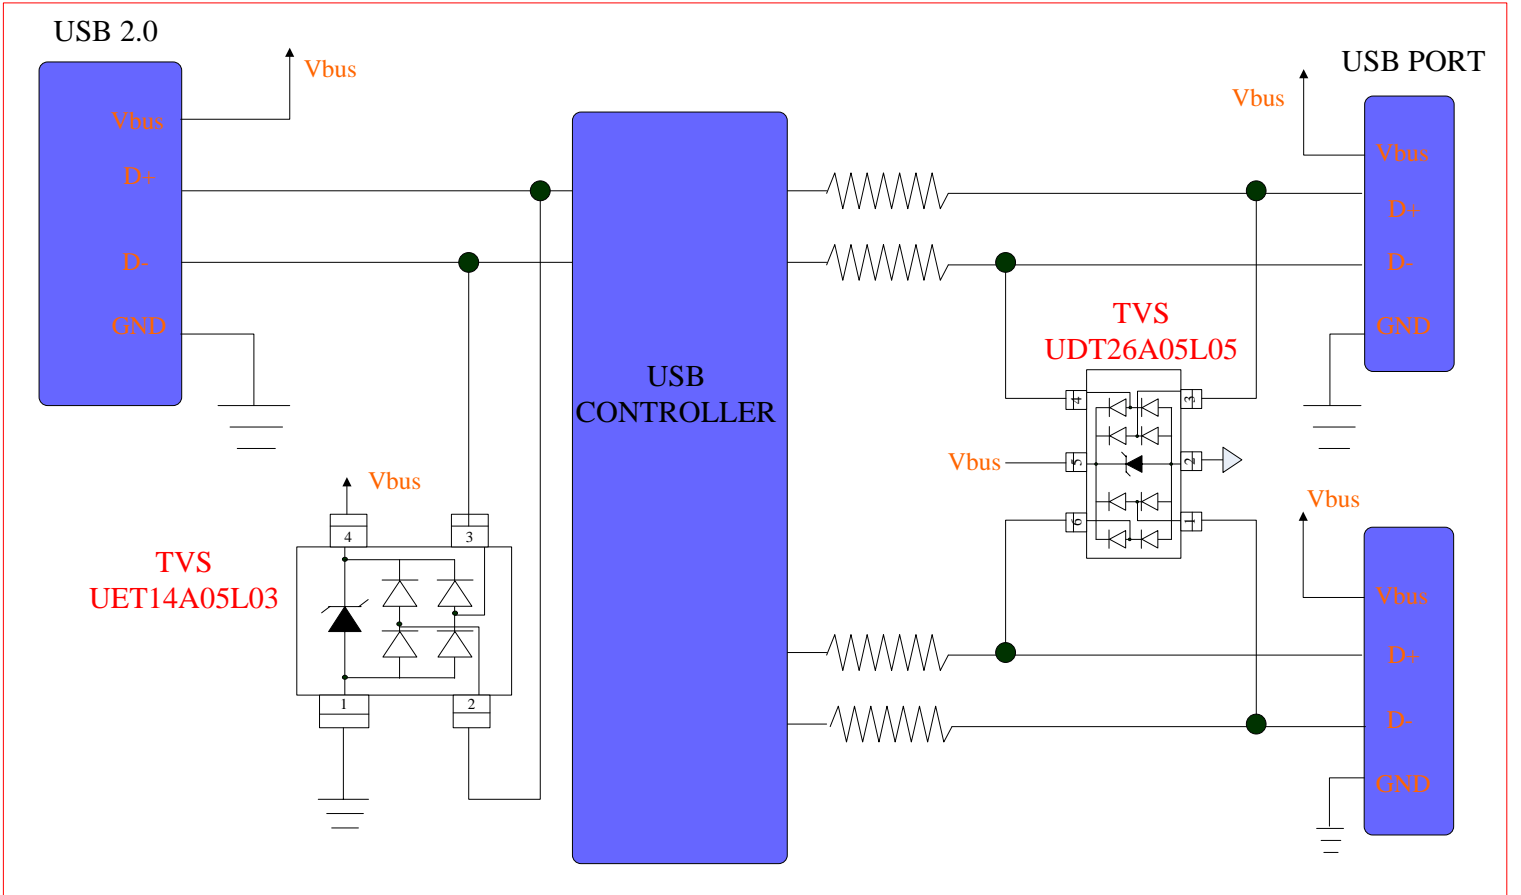 USB 2.0
Vbus
Vbus
D+
D-
GND
Vbus
4
3
TVS
UET14A05L03
1
2
USB
CONTROLLER
USB PORT
Vbus
Vbus
D+
D-
GND
TVS
UDT26A05L05
4
3
Vbus
5
2
6
1
Vbus
Vbus
D+
D-
GND